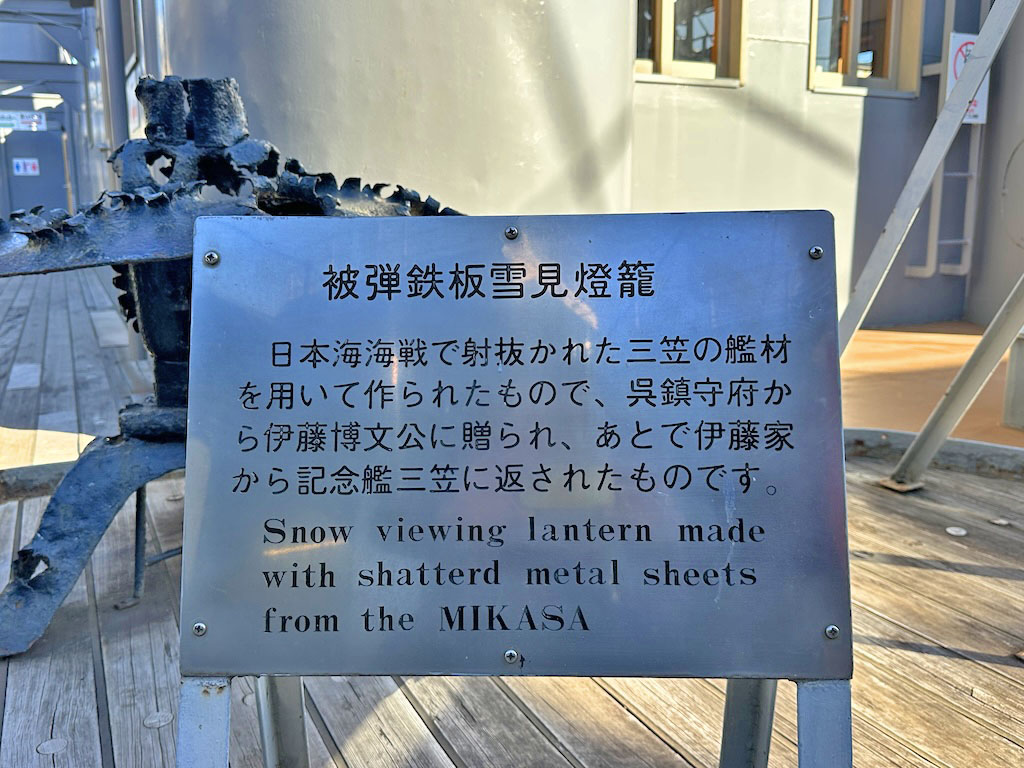 被弾鉄板雪見燈籠
日本海海戦で射抜かれた三笠の艦材
を用いて作られたもので、呉鎮守府か
ら伊藤博文公に贈られ、あとで伊藤家
から記念艦三笠に返されたものです。
Snow viewing lantern made
with shatterd metal sheets
from the MIKASA